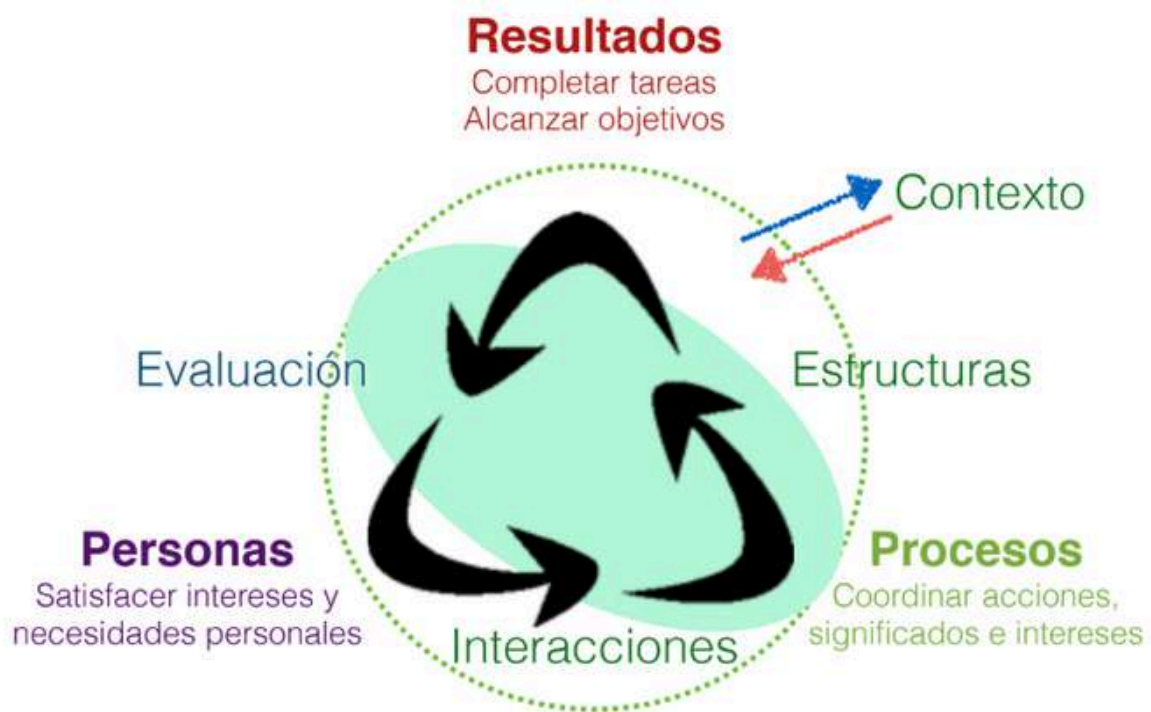 Resultados
Completar tareas
Alcanzar objetivos
Contexto
Evaluación
Estructuras
Personas
Satisfacer intereses y
necesidades personales
Procesos
Coordinar acciones,
significados e intereses
Interacciones